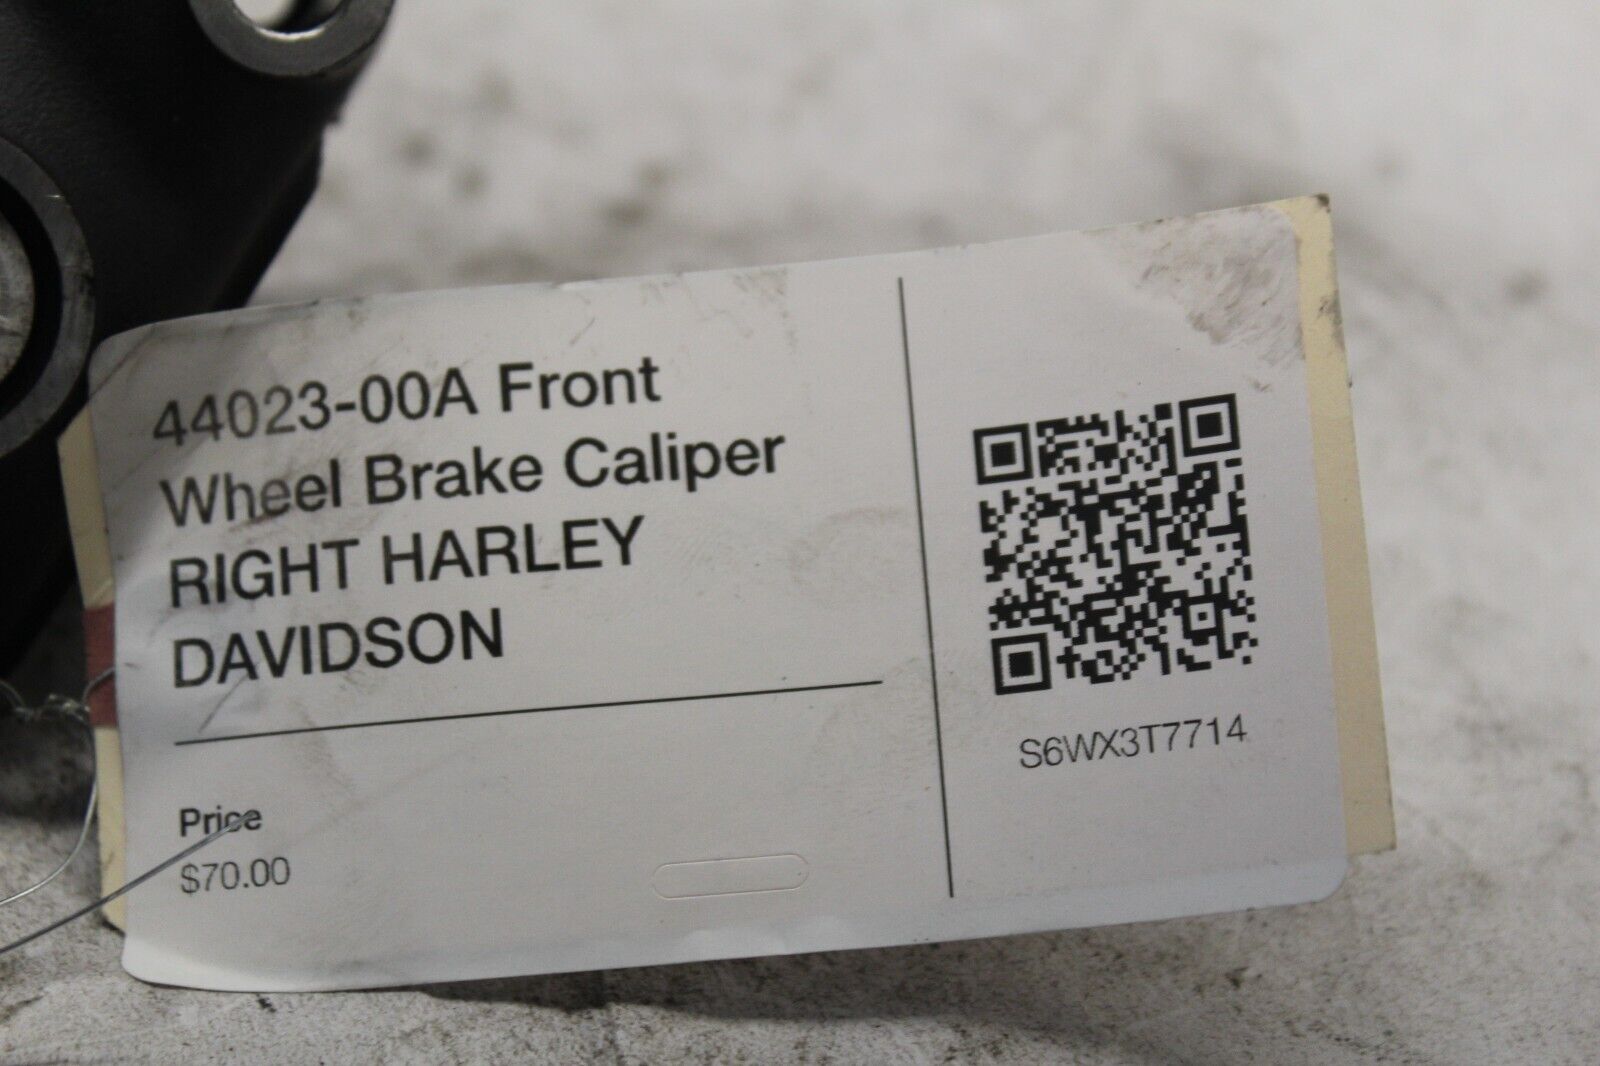 44023-00A Front
Wheel Brake Caliper
RIGHT HARLEY
DAVIDSON
Price
$70.00
S6WX3T7714